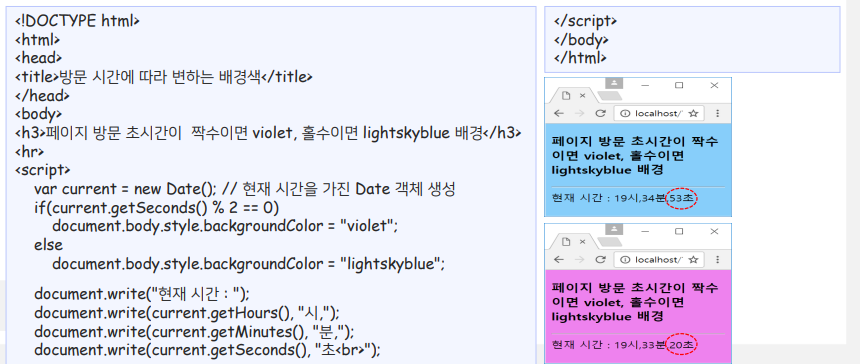 <!DOCTYPE html>
<html>
<head>
<title>방문 시간에 따라 변하는 배경색</title>
</head>
<body>
<h3>페이지 방문 초시간이 짝수이면 violet, 홀수이면 lightskyblue 배경</h3>
<hr>
<script>
var current = new Date(); // 현재 시간을 가진 Date 객체 생성
if(current.getSeconds() % 2 == 0)
document.body.style.backgroundColor = "violet";
else
document.body.style.backgroundColor = "lightskyblue";
document.write("현재 시간 : ");
document.write(current.getHours(), "시,");
document.write(current.getMinutes(), "분,");
document.write(current.getSeconds(), "초<br>");
</script>
</body>
</html>
localhost/
페이지 방문 초시간이 짝수
이면 violet, 홀수이면
lightskyblue 배경
현재 시간 : 19시,34분,53초
localhost/
페이지 방문 초시간이 짝수
이면 violet, 홀수이면
lightskyblue 배경
현재 시간 : 19시,33분,20초